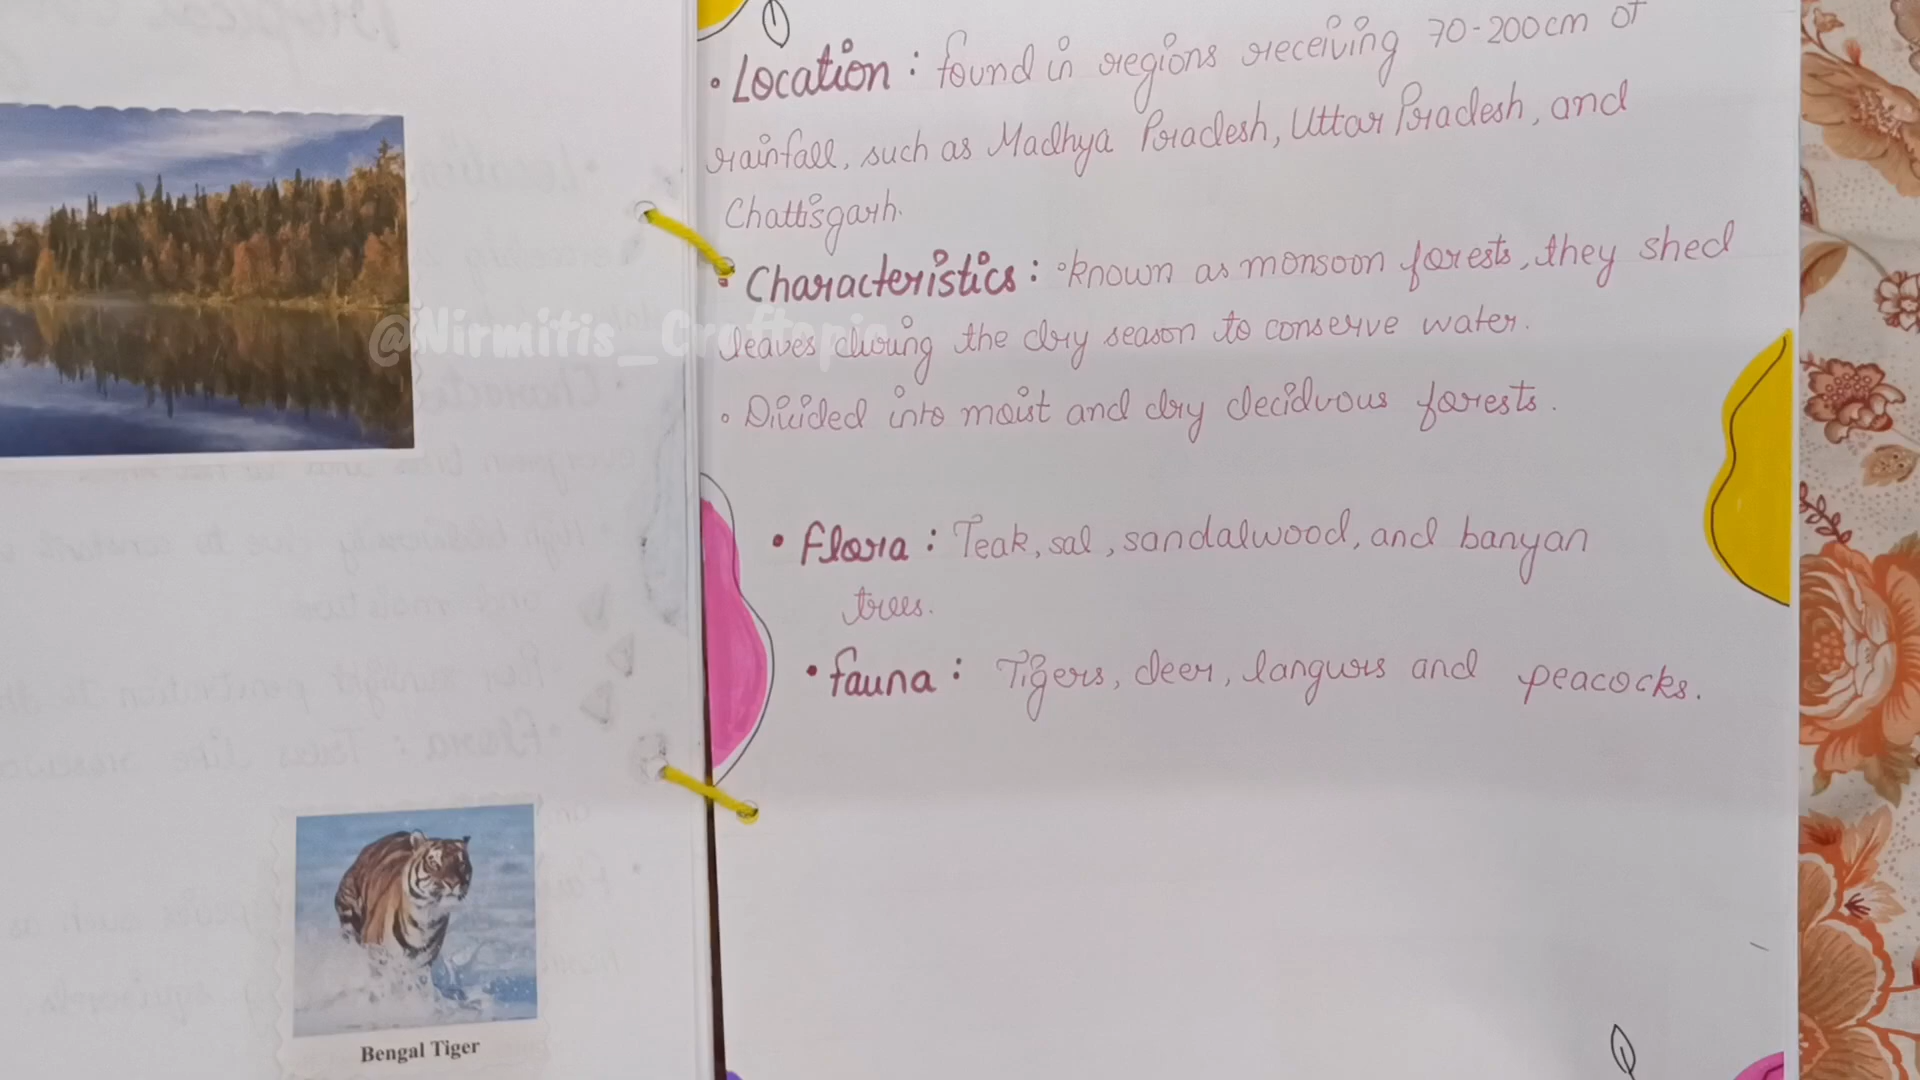 • Location : found in regions receiving 70-200cm of
rainfall, such as Madhya Pradesh, Uttar Pradesh, and
Chattisgarh.
• Characteristics : •known as monsoon forests, they shed
leaves during the dry season to conserve water.
• Divided into moist and dry deciduous forests.
• flora : Teak, sal, sandalwood, and banyan
trees.
• fauna : Tigers, deer, langurs and peacocks.
@Nirmitis_Craftopia
Bengal Tiger